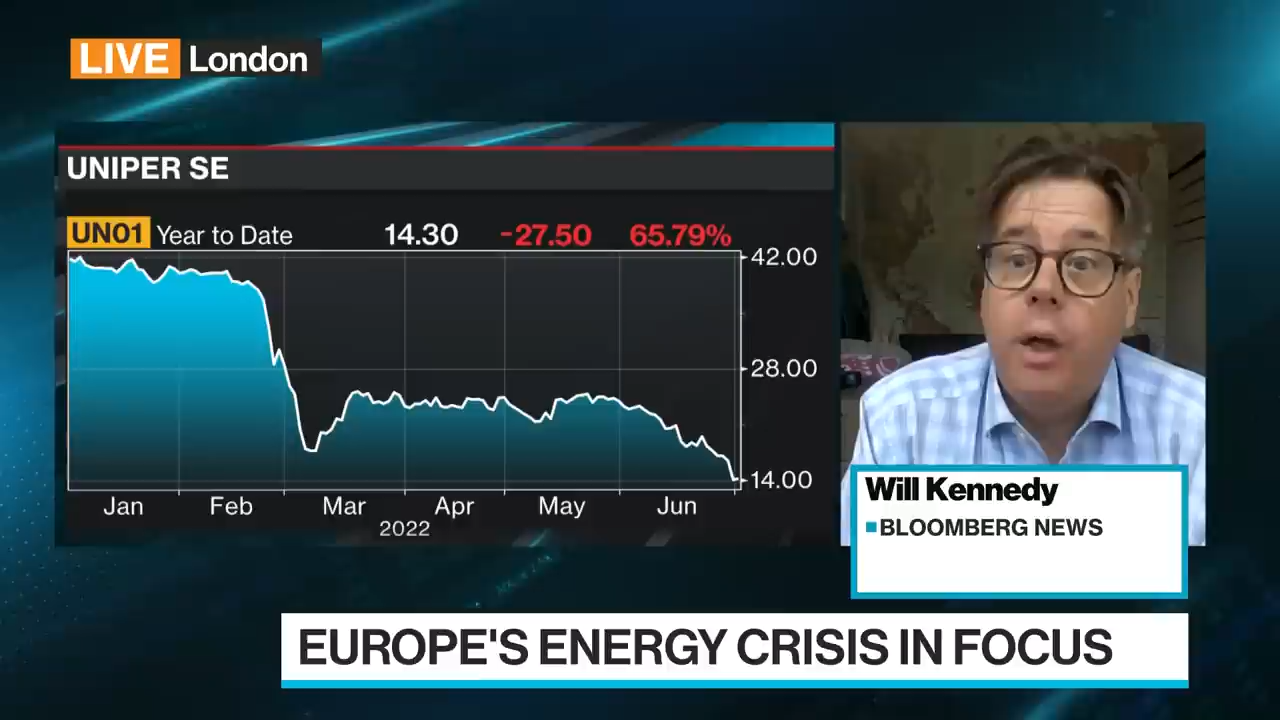 LIVE London
UNIPER SE
UN01 Year to Date 14.30 -27.50 65.79%
42.00
28.00
14.00
Jan Feb Mar Apr May Jun
2022
Will Kennedy
BLOOMBERG NEWS
EUROPE'S ENERGY CRISIS IN FOCUS